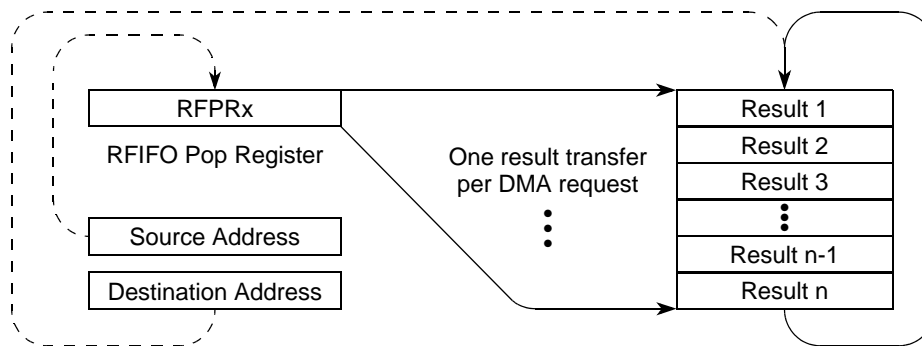 RFPRx
RFIFO Pop Register
Source Address
Destination Address
One result transfer
per DMA request
Result 1
Result 2
Result 3
Result n-1
Result n